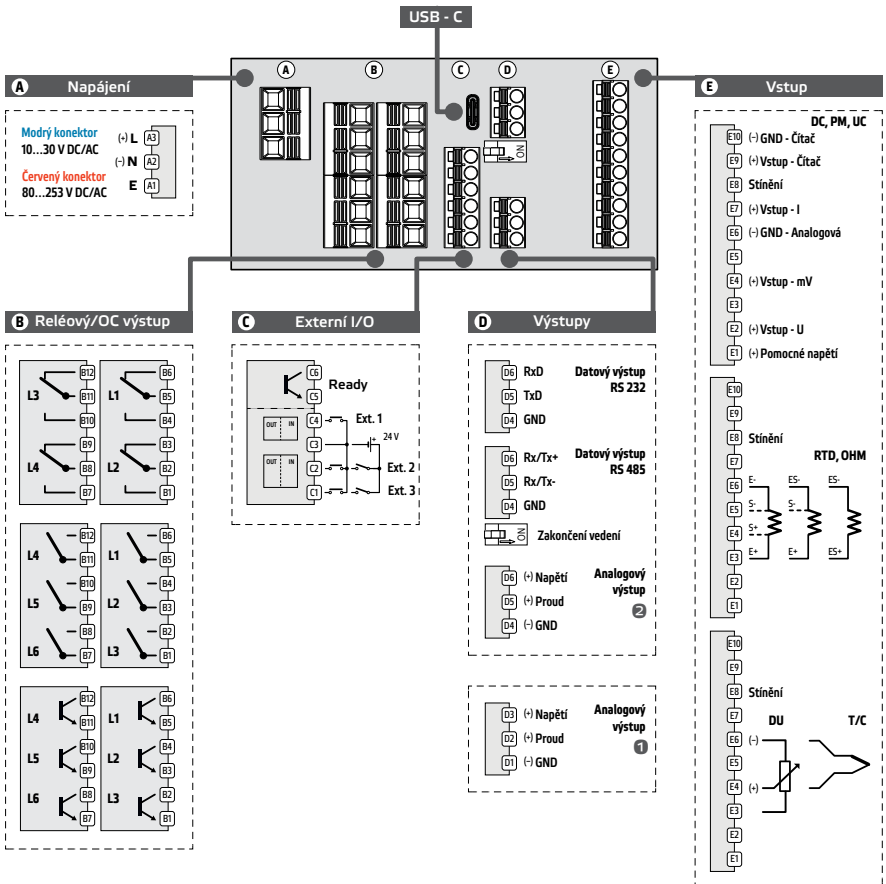 USB - C
A
B
C
D
E
ON
A Napájení
Modrý konektor
10...30 V DC/AC
Červený konektor
80...253 V DC/AC
(+) L A3
(-) N A2
E A1
B Reléový/OC výstup
L3
B12
B11
B10
L4
B9
B8
B7
L1
B6
B5
B4
L2
B3
B2
B1
L4
B12
B11
L5
B10
B9
L6
B8
B7
L1
B6
B5
L2
B4
B3
L3
B2
B1
L4
B12
B11
L5
B10
B9
L6
B8
B7
L1
B6
B5
L2
B4
B3
L3
B2
B1
C Externí I/O
C6
C5
Ready
OUT IN
C4 Ext. 1
C3 + 24 V
OUT IN
C2 Ext. 2
C1 Ext. 3
D Výstupy
Datový výstup
RS 232
D6 RxD
D5 TxD
D4 GND
Datový výstup
RS 485
D6 Rx/Tx+
D5 Rx/Tx-
D4 GND
ON Zakončení vedení
Analogový
výstup
2
D6 (+) Napětí
D5 (+) Proud
D4 (-) GND
Analogový
výstup
1
D3 (+) Napětí
D2 (+) Proud
D1 (-) GND
E Vstup
DC, PM, UC
E10 (-) GND - Čítač
E9 (+) Vstup - Čítač
E8 Stínění
E7 (+) Vstup - I
E6 (-) GND - Analogová
E5
E4 (+) Vstup - mV
E3
E2 (+) Vstup - U
E1 (+) Pomocné napětí
E10
E9
E8 Stínění
E7
RTD, OHM
E6 E- ES- ES-
E5 S- S-
E4 S+
E3 E+ E+ ES+
E2
E1
E10
E9
E8 Stínění
E7 DU T/C
E6 (-)
E5
E4 (+)
E3
E2
E1